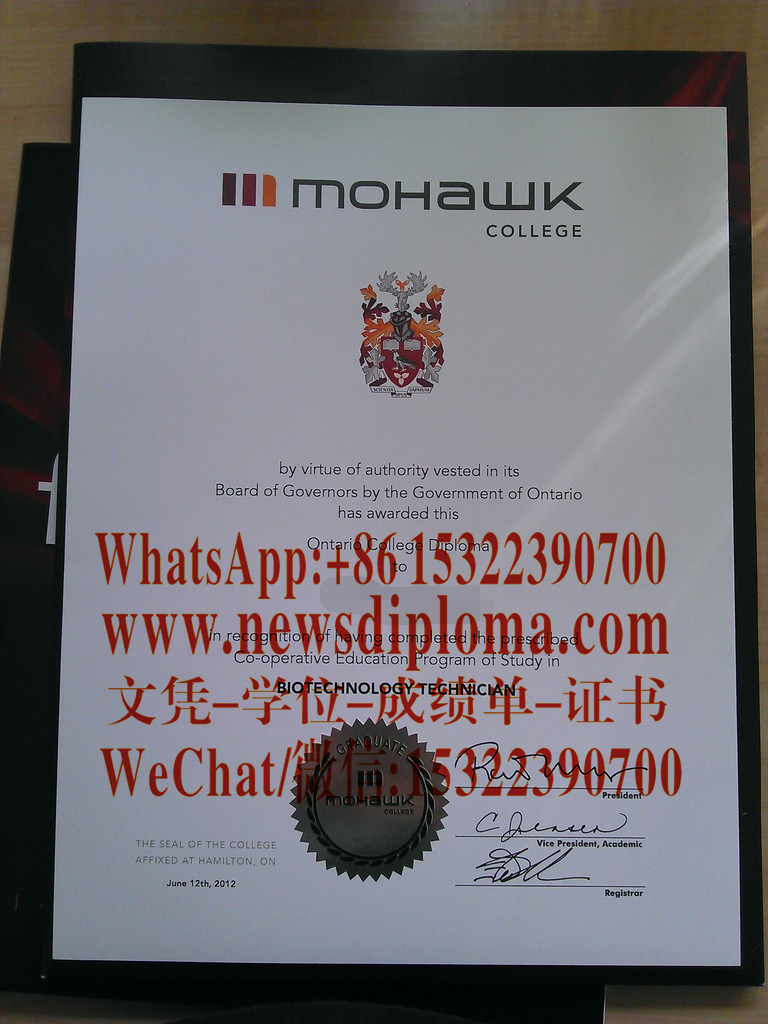 mohawk
COLLEGE
by virtue of authority vested in its
Board of Governors by the Government of Ontario
has awarded this
Ontario College Diploma
to
WhatsApp:+86 15322390700
www.newsdiploma.com
in recognition of having completed the prescribed
Co-operative Education Program of Study in
BIOTECHNOLOGY TECHNICIAN
文凭-学位-成绩单-证书
WeChat/微信:15322390700
GRADUATE
mohawk
COLLEGE
President
Vice President, Academic
Registrar
THE SEAL OF THE COLLEGE
AFFIXED AT HAMILTON, ON
June 12th, 2012